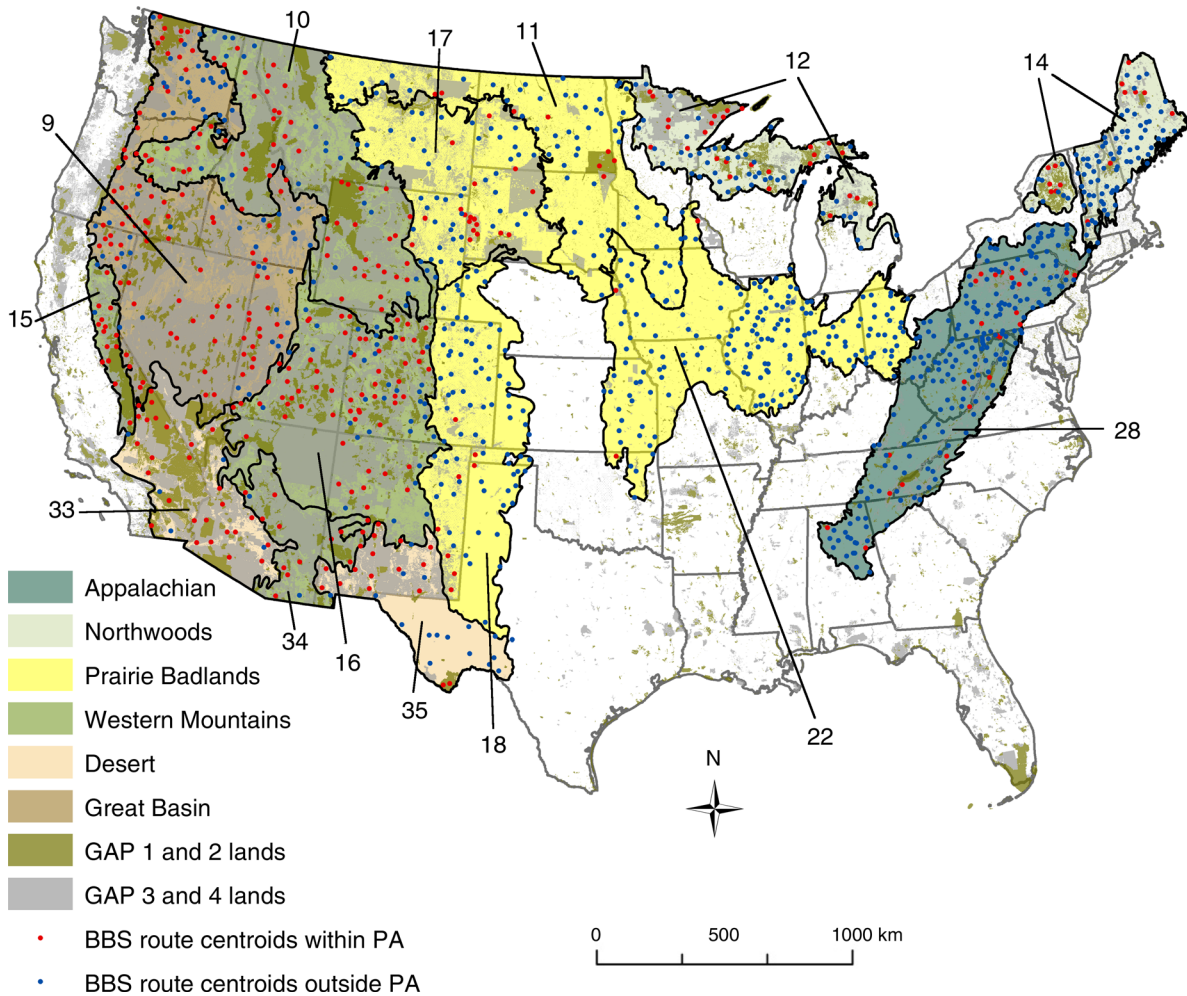 10
17
11
12
14
9
15
28
33
34
16
35
18
22
N
Appalachian
Northwoods
Prairie Badlands
Western Mountains
Desert
Great Basin
GAP 1 and 2 lands
GAP 3 and 4 lands
BBS route centroids within PA
BBS route centroids outside PA
0 500 1000 km